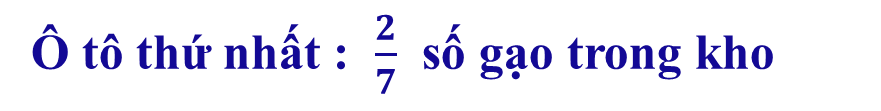 Ô tô thứ nhất : 2/7 số gạo trong kho